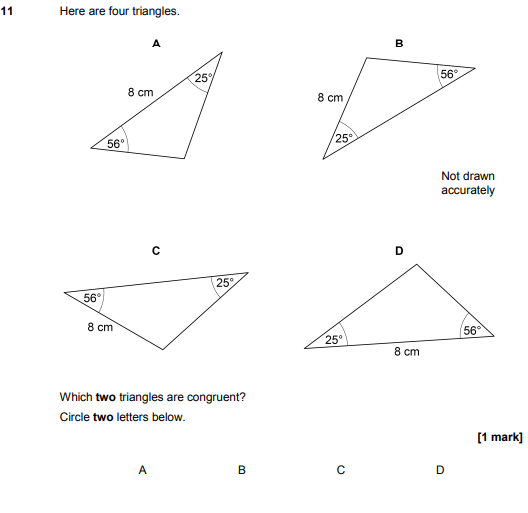 11 Here are four triangles.
A B
8 cm 25° 56°
56° 8 cm 25°
Not drawn
accurately
C D
56° 25°
8 cm
25° 56°
8 cm
Which two triangles are congruent?
Circle two letters below.
[1 mark]
A B C D